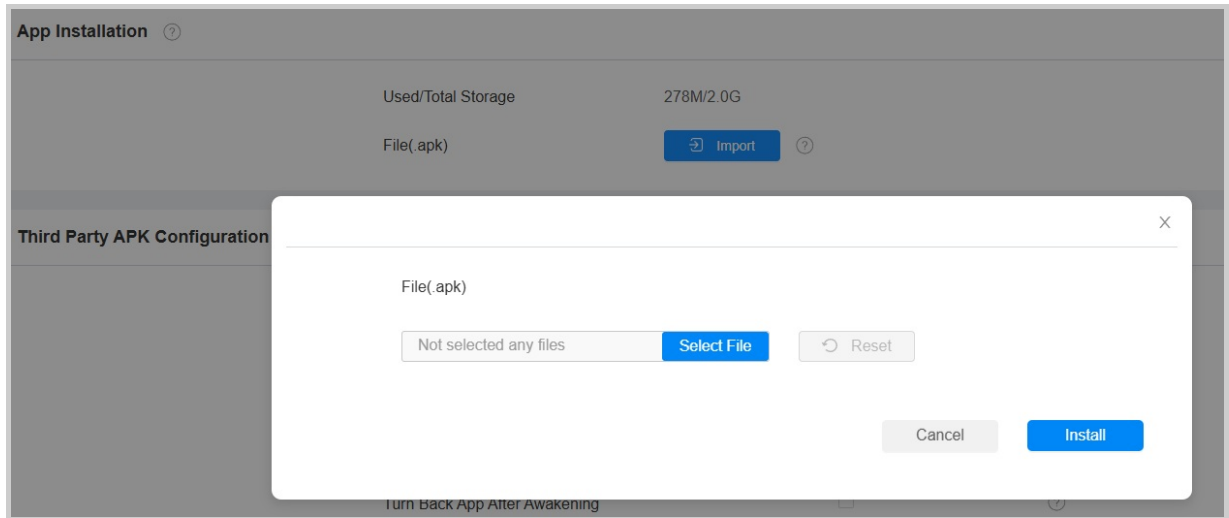 App Installation
Used/Total Storage 278M/2.0G
File(.apk) Import
Third Party APK Configuration
File(.apk)
Not selected any files Select File Reset
Cancel Install
Turn Back App After Awakening